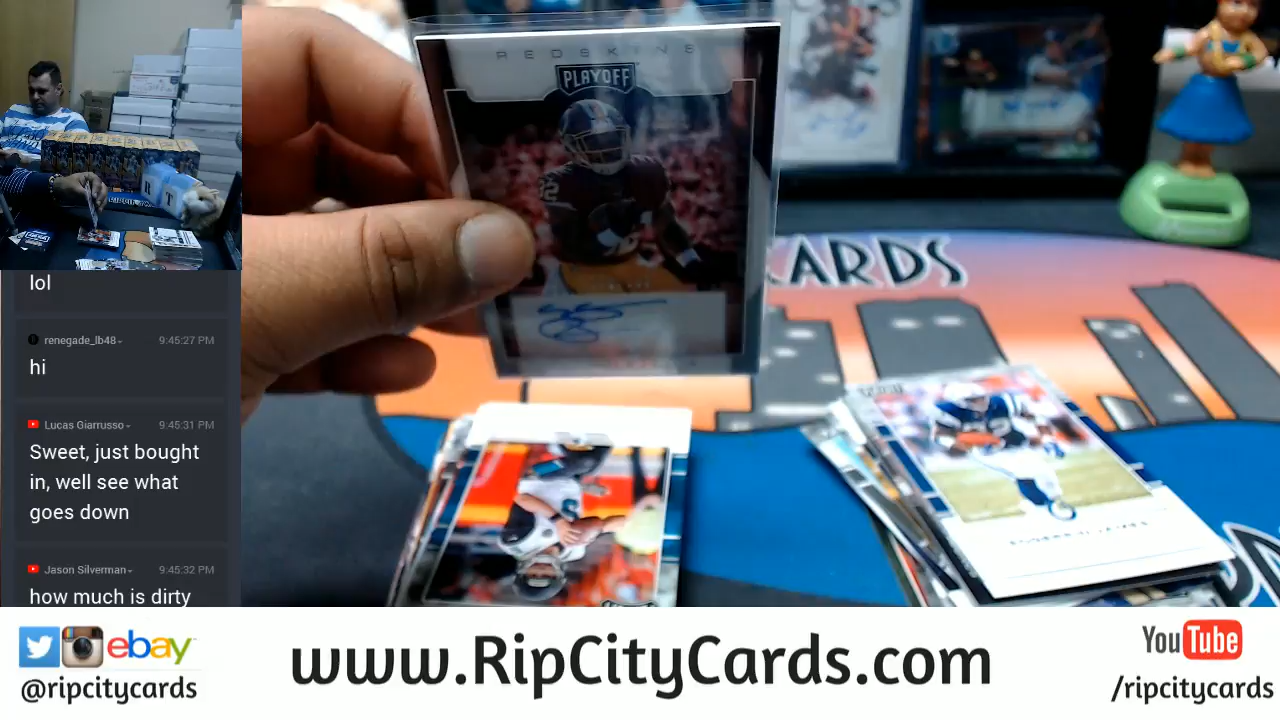 REDSKINS
PLAYOFF
CARDS
R T
lol
renegade_lb48 9:45:27 PM
hi
Lucas Giarrusso 9:45:31 PM
Sweet, just bought
in, well see what
goes down
Jason Silverman 9:45:32 PM
how much is dirty
ebay
@ripcitycards
www.RipCityCards.com
YouTube
/ripcitycards